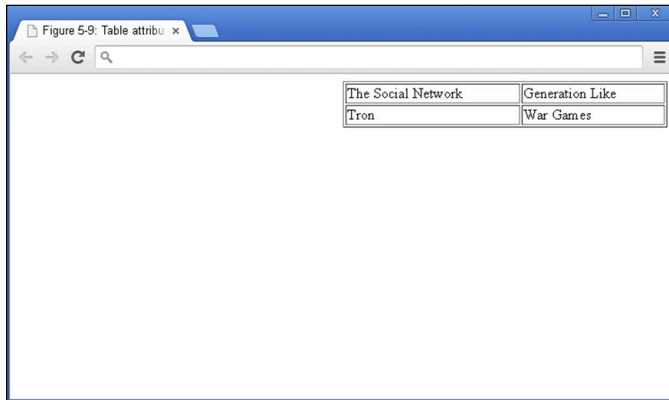 Figure 5-9: Table attribu
The Social Network Generation Like
Tron War Games